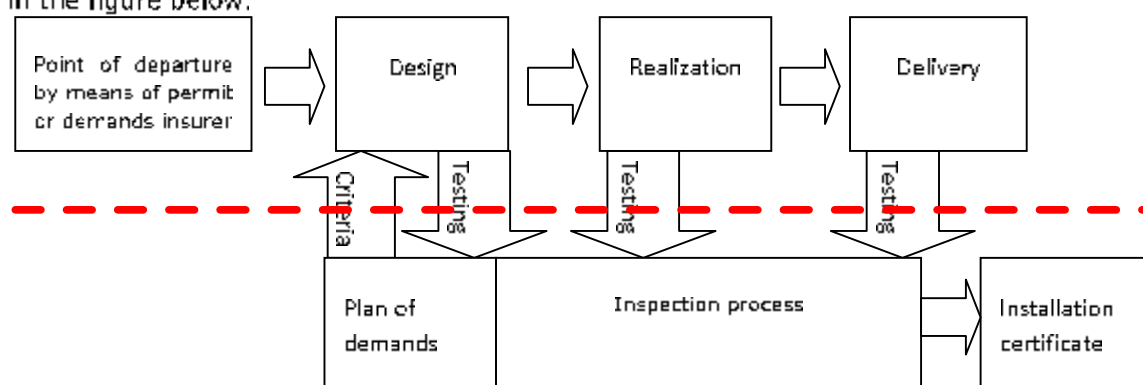 in the figure below.
Point of departure
by means of permit
or demands insurer
Design
Realization
Delivery
Criteria
Testing
Testing
Testing
Plan of
demands
Inspection process
Installation
certificate